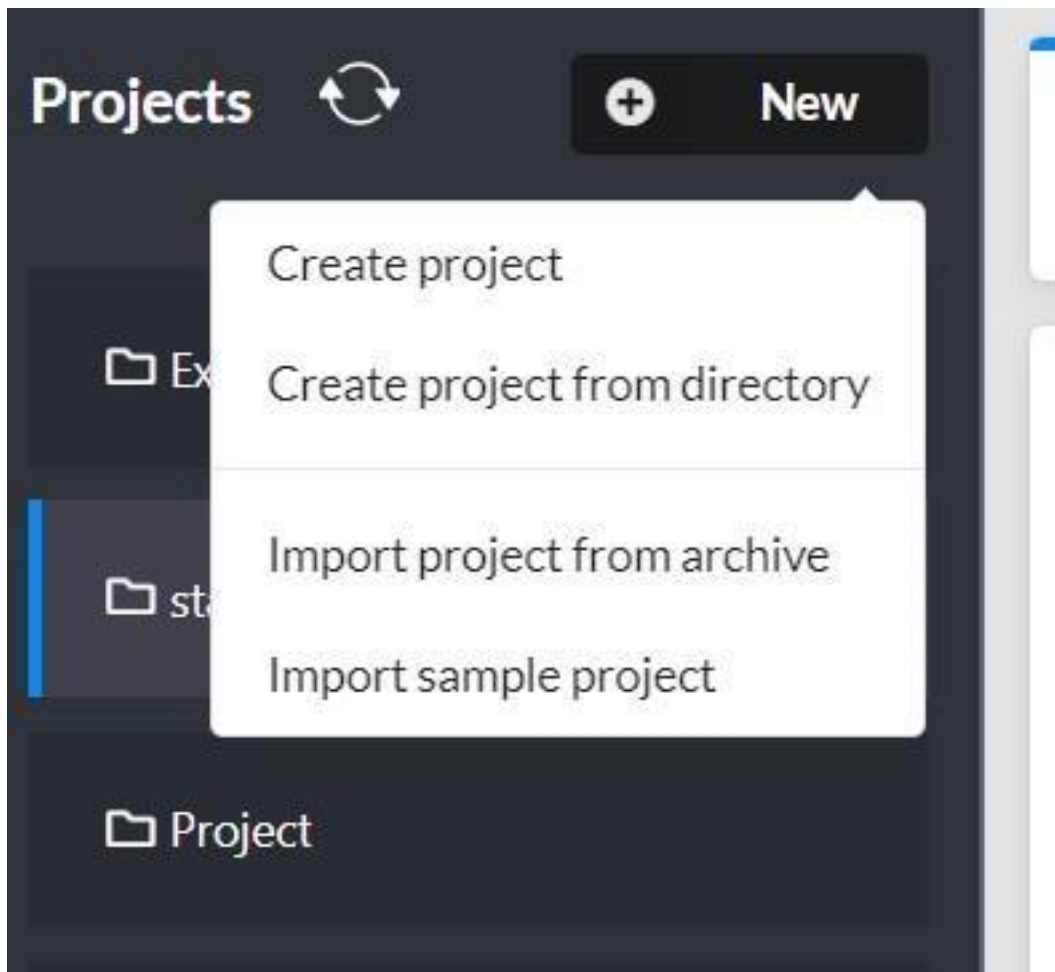 Projects
New
Create project
Create project from directory
Import project from archive
Import sample project
Project